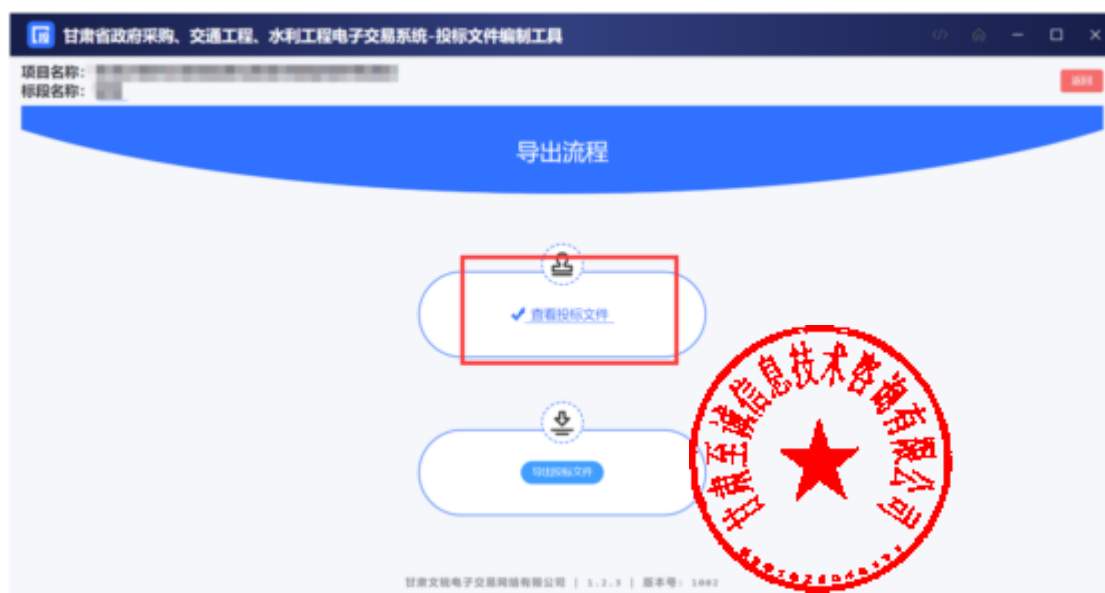 甘肃省政府采购、交通工程、水利工程电子交易系统-投标文件编制工具
项目名称：
标段名称：
返回
导出流程
查看投标文件
导出投标文件
甘肃至诚信息技术咨询有限公司
甘肃文锐电子交易网络有限公司 | 1.2.3 | 版本号: 1002